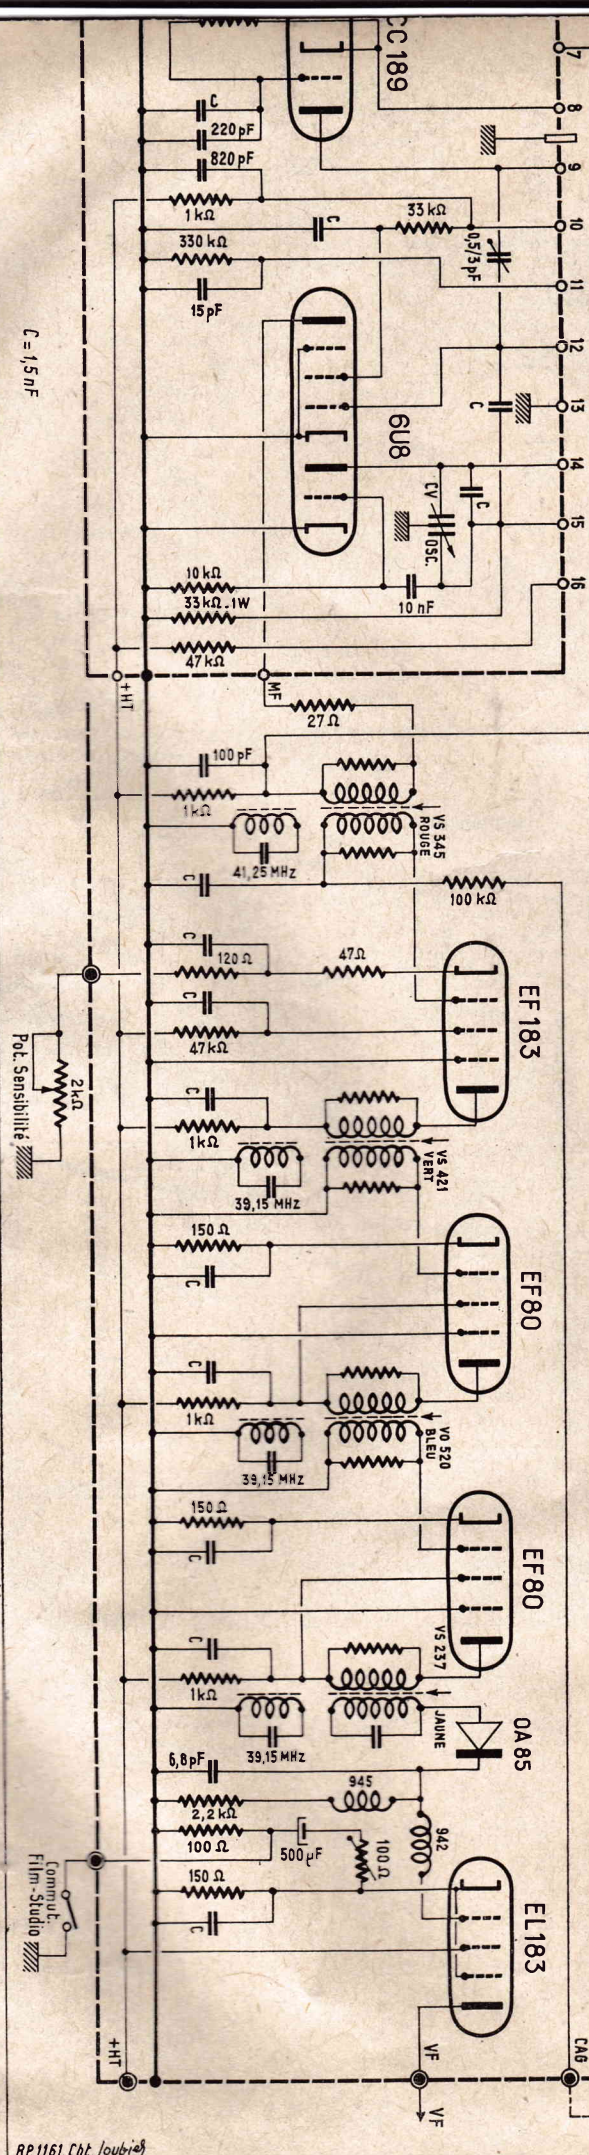 CC 189
7
8
9
10
11
12
13
14
15
16
C
220 pF
820 pF
1 kΩ
330 kΩ
15 pF
C
33 kΩ
0,5/3 pF
C
C = 1,5 nF
6U8
CV
OSC.
C
10 kΩ
33 kΩ_1W
47 kΩ
10 nF
+HT
MF
27 Ω
100 pF
1 kΩ
41,25 MHz
VS 345
ROUGE
C
100 kΩ
C
120 Ω
47 Ω
C
47 kΩ
EF 183
2 kΩ
Pot. Sensibilité
C
1 kΩ
39,15 MHz
VS 421
VERT
150 Ω
C
EF80
C
1 kΩ
39,15 MHz
VO 520
BLEU
150 Ω
C
EF80
C
1 kΩ
39,15 MHz
VS 237
JAUNE
OA 85
6,8 pF
945
2,2 kΩ
942
100 Ω
500 µF
100 Ω
150 Ω
C
EL183
Commut.
Film-Studio
+HT
VF
CAG
VF
RP1161 Cht. loubier